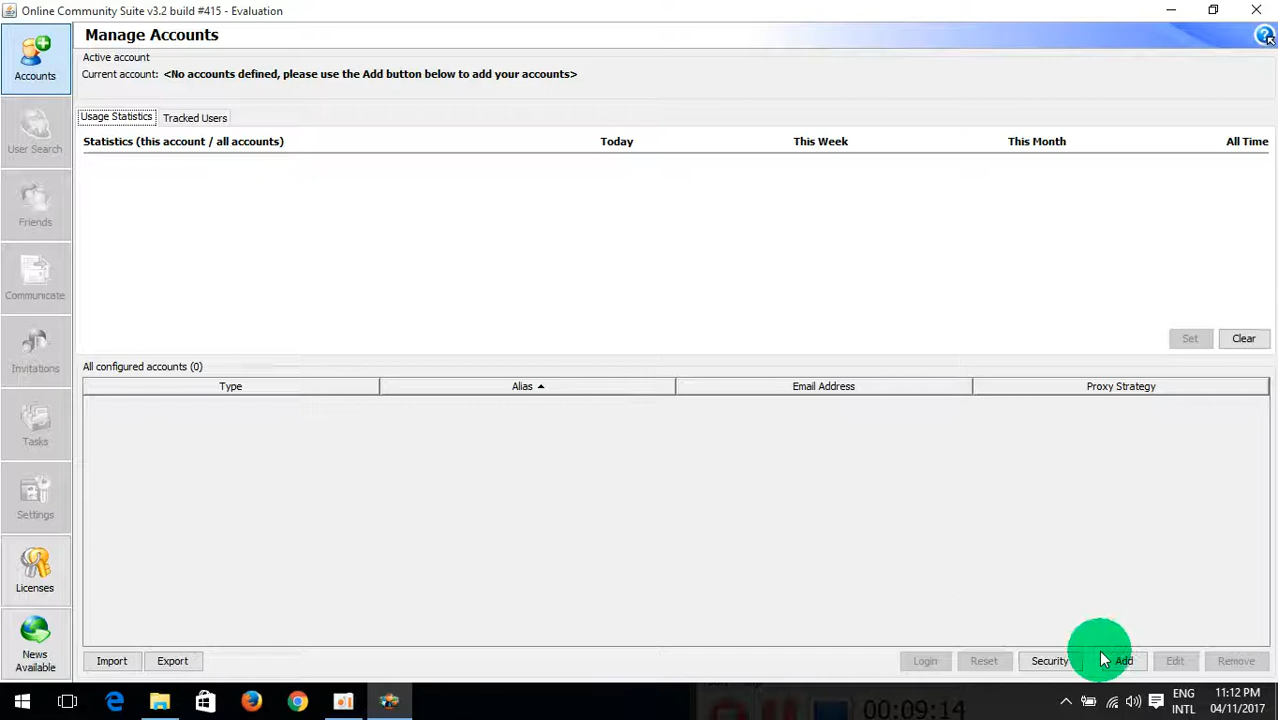 Online Community Suite v3.2 build #415 - Evaluation
Manage Accounts
Active account
Current account: <No accounts defined, please use the Add button below to add your accounts>
Accounts
User Search
Friends
Communicate
Invitations
Tasks
Settings
Licenses
News
Available
Usage Statistics
Tracked Users
Statistics (this account / all accounts)
Today
This Week
This Month
All Time
Set
Clear
All configured accounts (0)
Type
Alias
Email Address
Proxy Strategy
Import
Export
Login
Reset
Security
Add
Edit
Remove
00:09:14
ENG
INTL
11:12 PM
04/11/2017